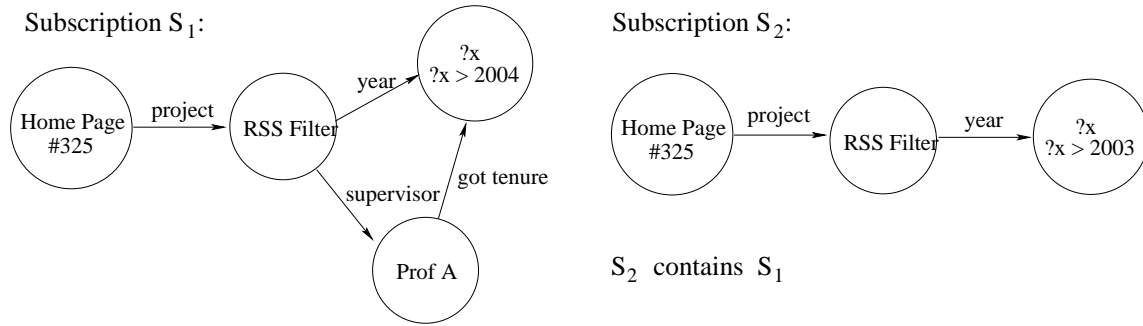 Subscription S1:
Home Page
#325
project
RSS Filter
year
?x
?x > 2004
supervisor
got tenure
Prof A
Subscription S2:
Home Page
#325
project
RSS Filter
year
?x
?x > 2003
S2 contains S1